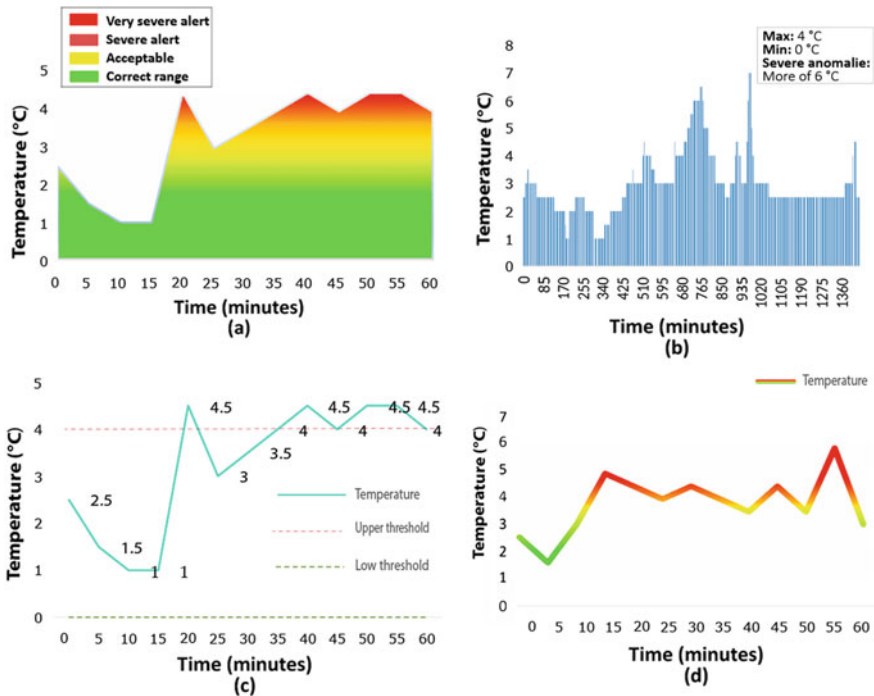 Very severe alert
Severe alert
Acceptable
Correct range
5
4
3
2
1
0
Temperature (°C)
0 5 10 15 20 25 30 35 40 45 50 55 60
Time (minutes)
(a)
Max: 4 °C
Min: 0 °C
Severe anomalie:
More of 6 °C
8
7
6
5
4
3
2
1
0
Temperature (°C)
0 85 170 255 340 425 510 595 680 765 850 935 1020 1105 1190 1275 1360
Time (minutes)
(b)
5
4
3
2
1
0
Temperature (°C)
2.5
1.5
1
1
4.5
3
3.5
4
4.5
4
4.5
4.5
4
Temperature
Upper threshold
Low threshold
0 5 10 15 20 25 30 35 40 45 50 55 60
Time (minutes)
(c)
Temperature
7
6
5
4
3
2
1
0
Temperature (°C)
0 5 10 15 20 25 30 35 40 45 50 55 60
Time (minutes)
(d)